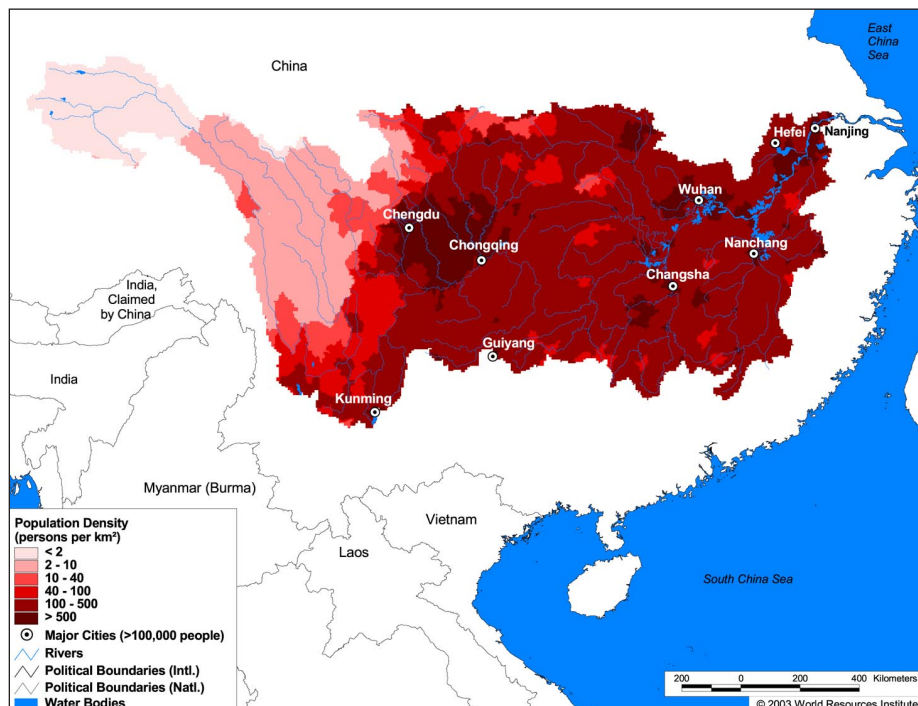 East
China
Sea
China
Hefei
Nanjing
Wuhan
Chengdu
Chongqing
Nanchang
Changsha
India,
Claimed
by China
Guiyang
India
Kunming
Myanmar (Burma)
Vietnam
Laos
South China Sea
Population Density
(persons per km²)
< 2
2 - 10
10 - 40
40 - 100
100 - 500
> 500
Major Cities (>100,000 people)
Rivers
Political Boundaries (Intl.)
Political Boundaries (Natl.)
Water Bodies
200 0 200 400 Kilometers
© 2003 World Resources Institute